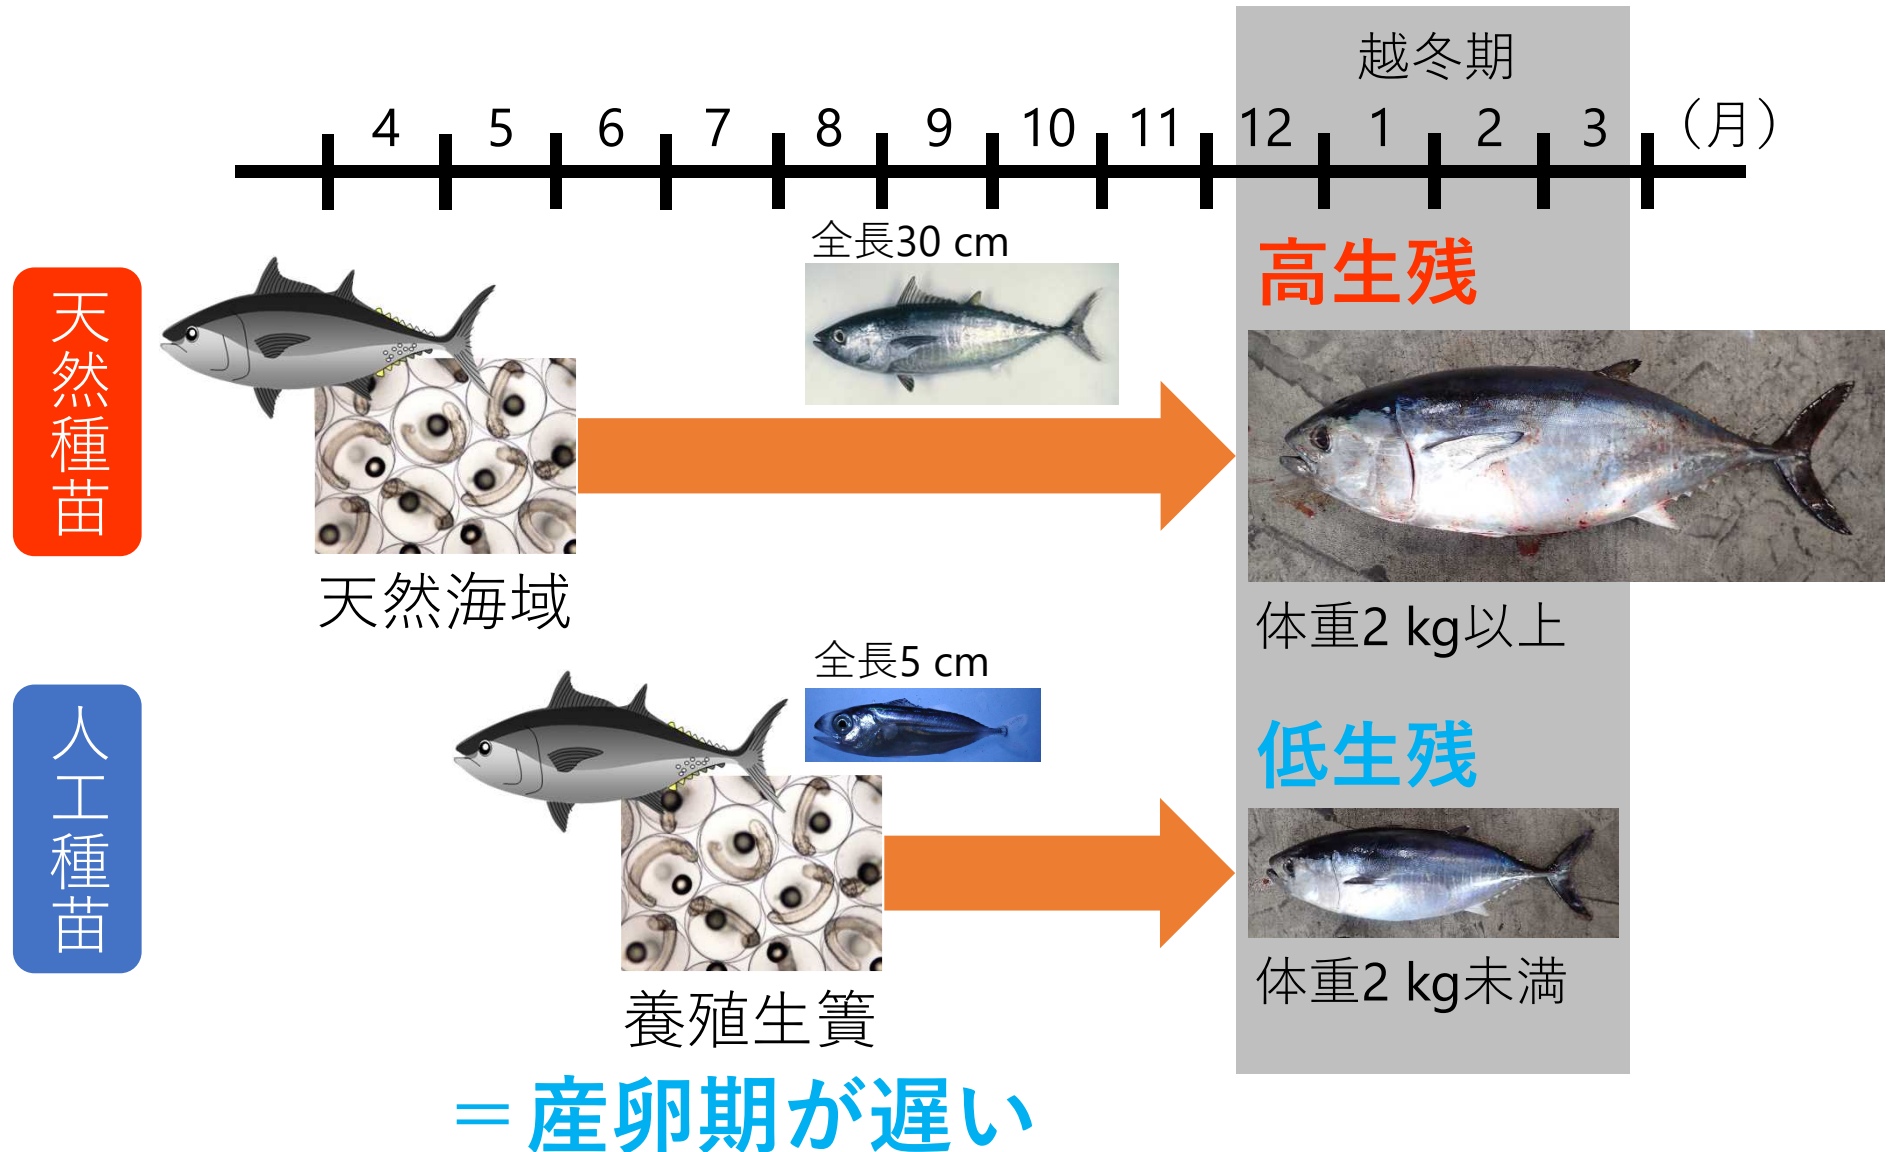 越冬期
4 5 6 7 8 9 10 11 12 1 2 3 （月）
天然種苗
全長30 cm
高生残
天然海域
体重2 kg以上
人工種苗
全長5 cm
低生残
養殖生簀
体重2 kg未満
＝産卵期が遅い